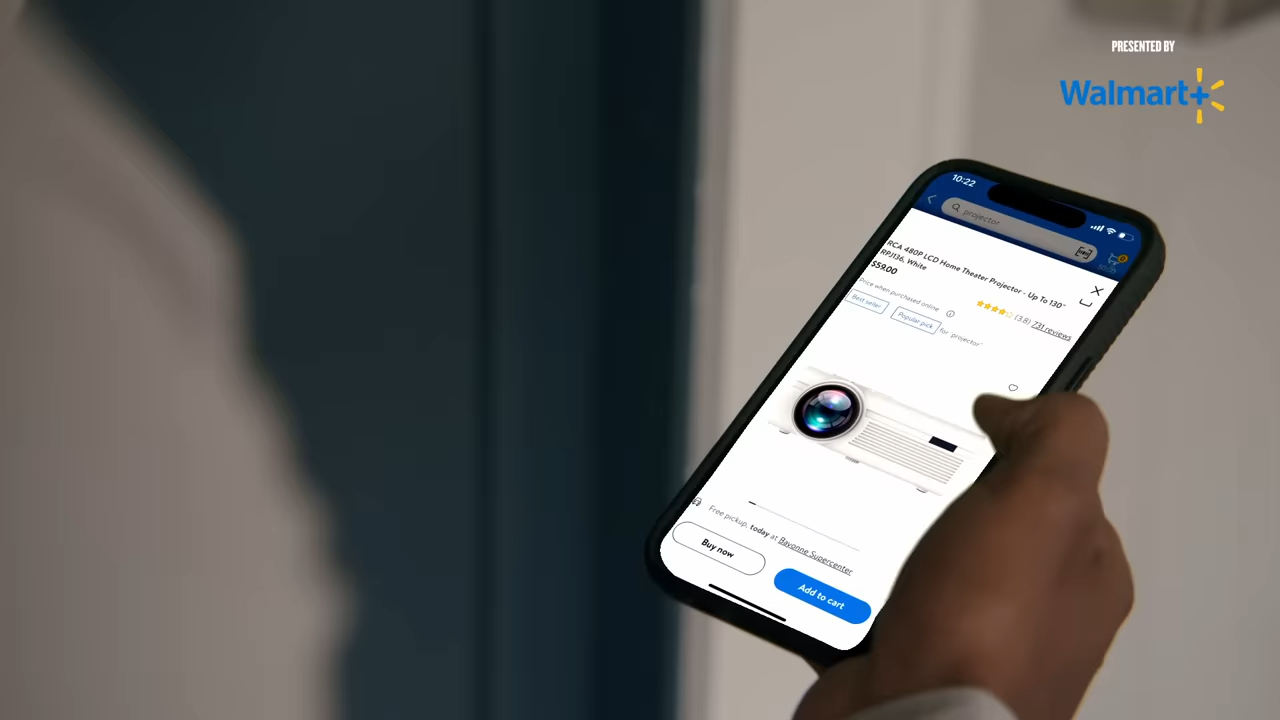 PRESENTED BY
Walmart+
10:22
projector
RCA 480P LCD Home Theater Projector - Up To 130"
RPJ136, White
$59.00
Price when purchased online
(3.8) 731 reviews
Best seller
Popular pick for "projector"
Free pickup, today at Bayonne Supercenter
Buy now
Add to cart